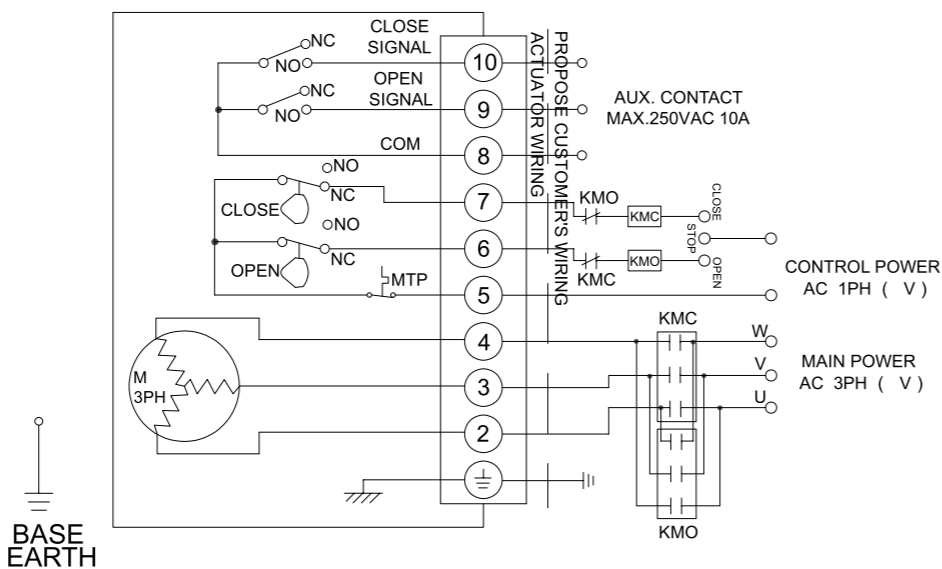 CLOSE
SIGNAL
NC
NO
10
OPEN
SIGNAL
NC
NO
9
COM
8
NO
NC
CLOSE
7
NO
NC
OPEN
6
MTP
5
4
M
3PH
3
2
BASE
EARTH
PROPOSE CUSTOMER'S WIRING
ACTUATOR WIRING
AUX. CONTACT
MAX.250VAC 10A
KMO
KMC
CLOSE
STOP
KMC
KMO
OPEN
CONTROL POWER
AC 1PH ( V )
KMC
W
V
U
MAIN POWER
AC 3PH ( V )
KMO